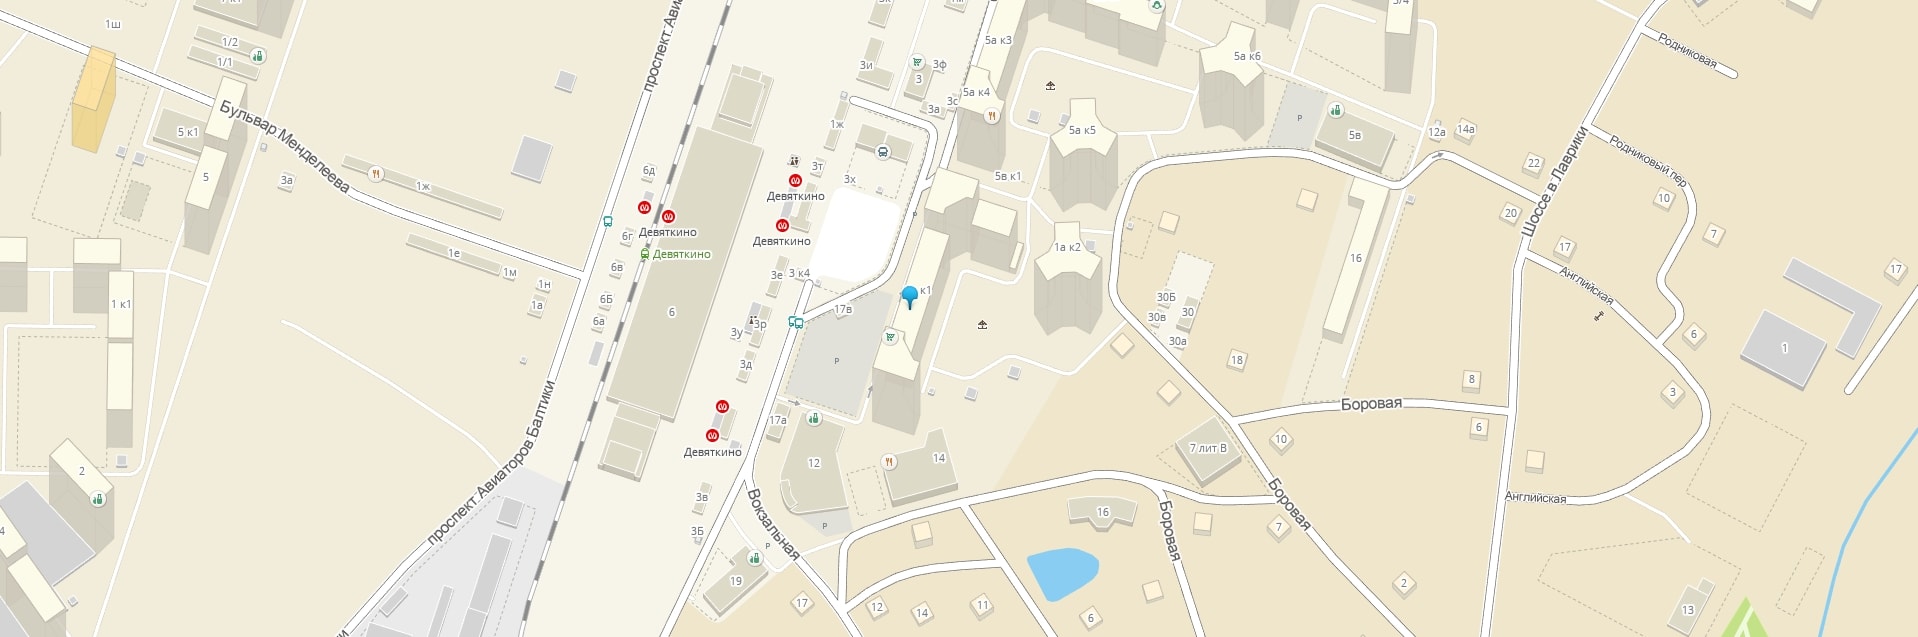 1ш
1/2
1/1
Бульвар Менделеева
5 к1
5
3а
1ж
1е
1м
1н
1а
1 к1
2
4
проспект Ави
проспект Авиаторов Балтики
6д
6г
6в
6Б
6а
6
Девяткино
Девяткино
Девяткино
Девяткино
Девяткино
3и
3
3ф
3а
3с
1ж
3т
3х
3е
3 к4
3у
3р
3д
3в
3Б
17в
17а
к1
P
P
P
P
P
12
14
19
17
12
14
11
6
16
Вокзальная
5а к3
5а к4
5а к5
5а к6
5в к1
1а к2
3/4
5в
12а
14а
22
20
17
16
30Б
30в
30
30а
18
8
6
10
7 лит В
7
2
Боровая
Боровая
Боровая
Шоссе в Лаврики
Родниковая
Родниковый пер
10
7
17
Английская
6
3
1
Английская
13